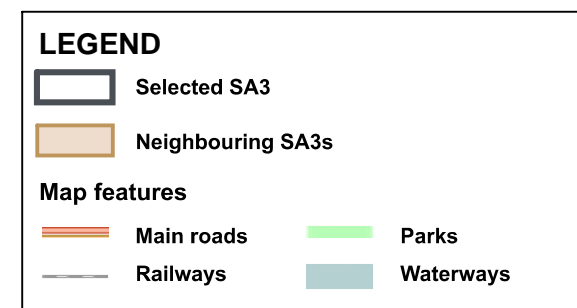 LEGEND
Selected SA3
Neighbouring SA3s
Map features
Main roads
Parks
Railways
Waterways